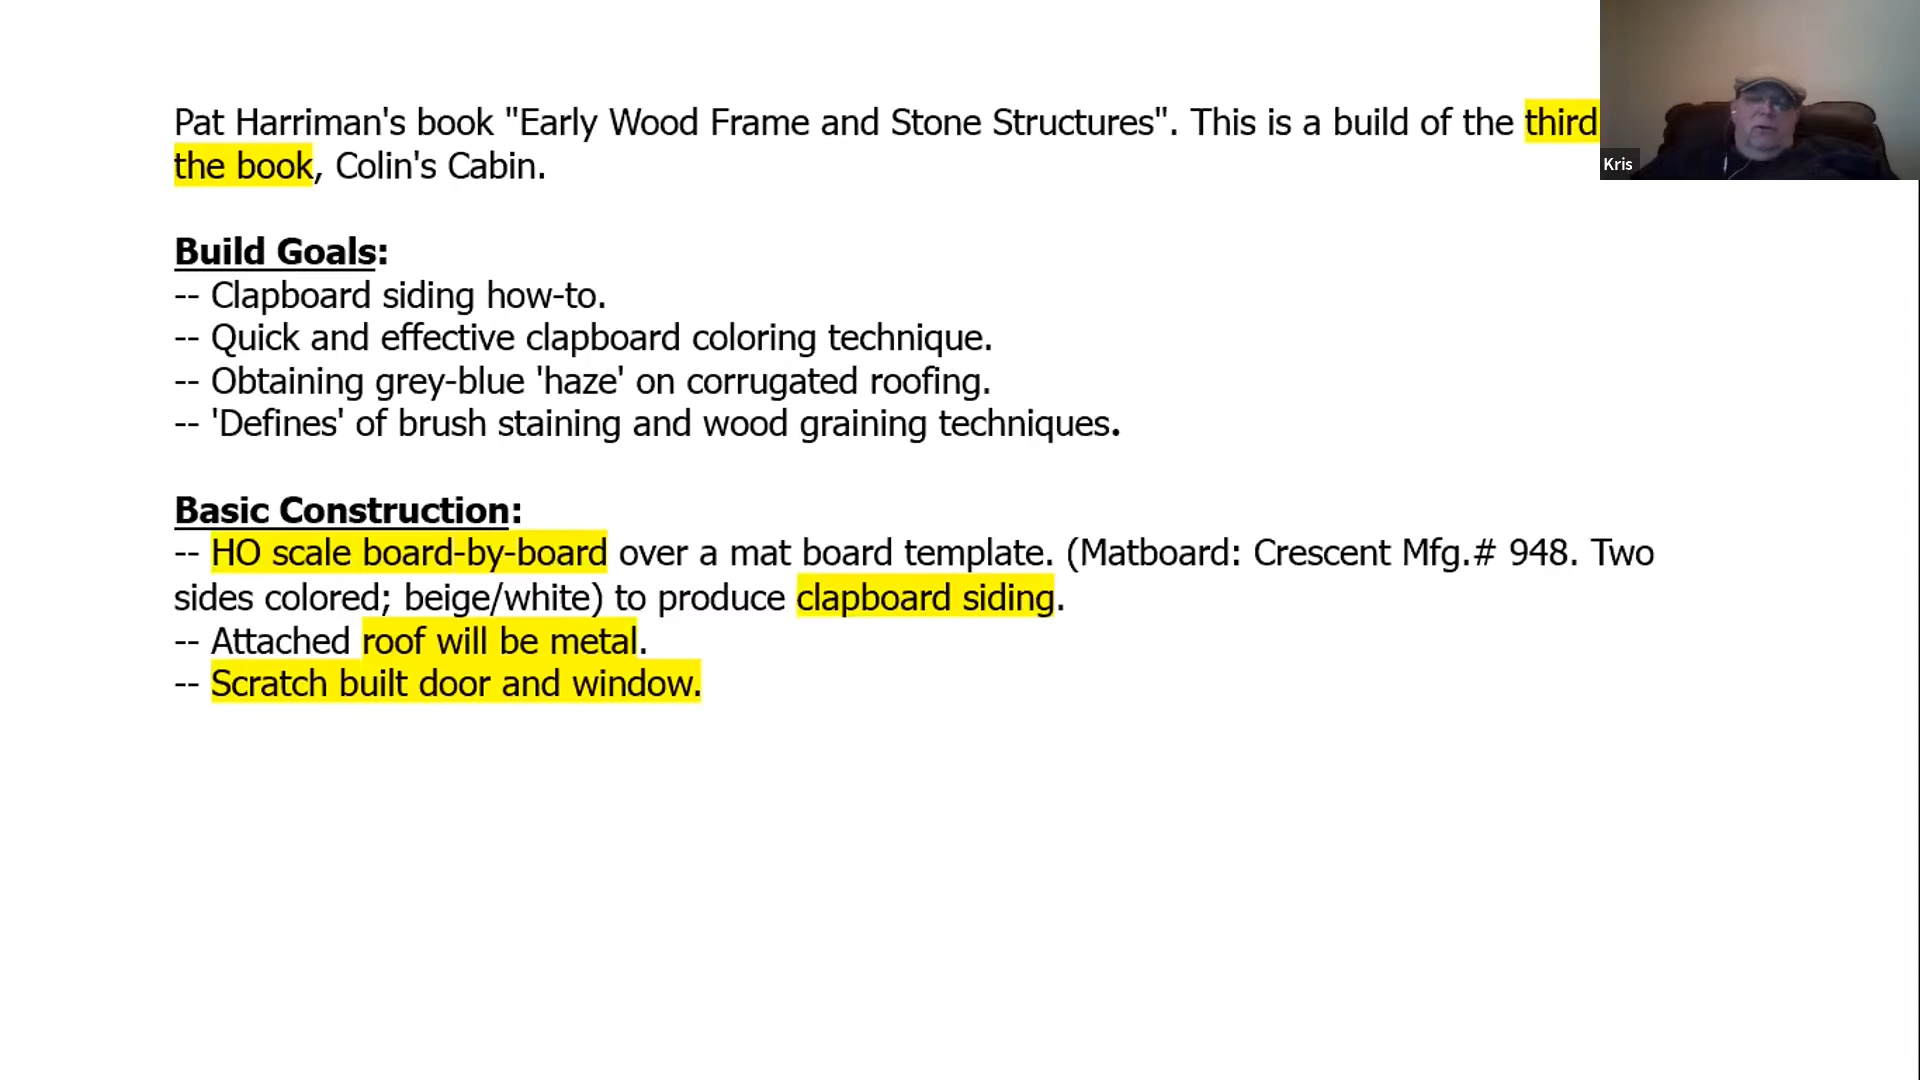 Pat Harriman's book "Early Wood Frame and Stone Structures". This is a build of the third
the book, Colin's Cabin.
Kris
Build Goals:
-- Clapboard siding how-to.
-- Quick and effective clapboard coloring technique.
-- Obtaining grey-blue 'haze' on corrugated roofing.
-- 'Defines' of brush staining and wood graining techniques.
Basic Construction:
-- HO scale board-by-board over a mat board template. (Matboard: Crescent Mfg.# 948. Two
sides colored; beige/white) to produce clapboard siding.
-- Attached roof will be metal.
-- Scratch built door and window.